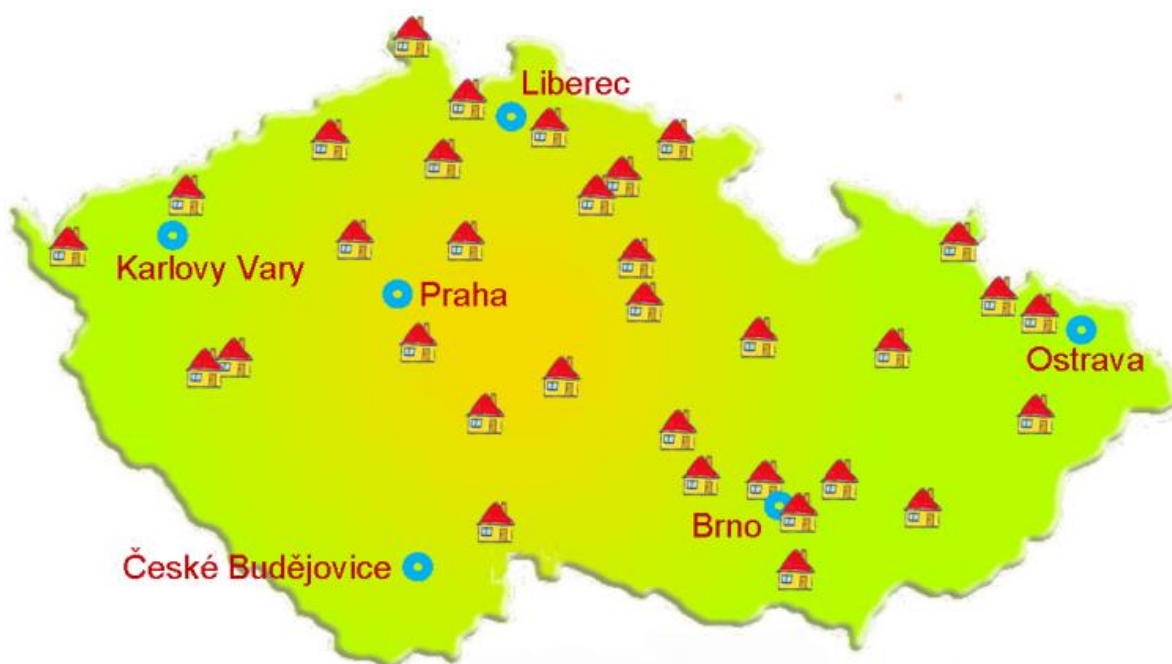 Liberec
Karlovy Vary
Praha
Ostrava
Brno
České Budějovice